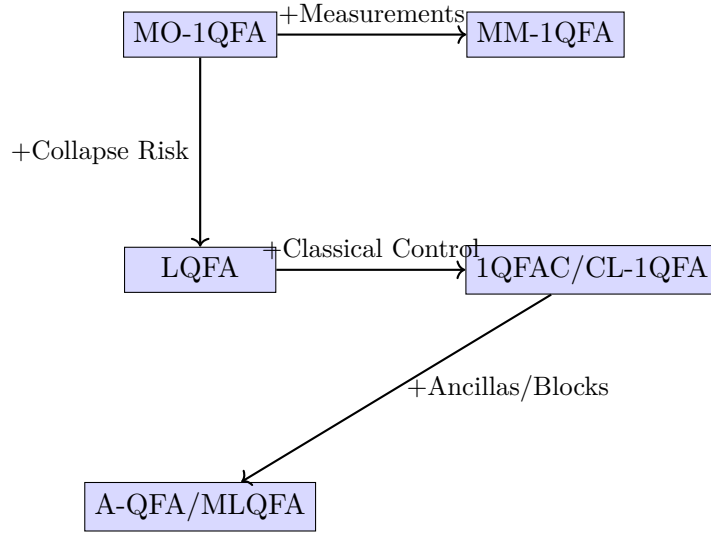 MO-1QFA
+Measurements
MM-1QFA
+Collapse Risk
LQFA
+Classical Control
1QFAC/CL-1QFA
+Ancillas/Blocks
A-QFA/MLQFA